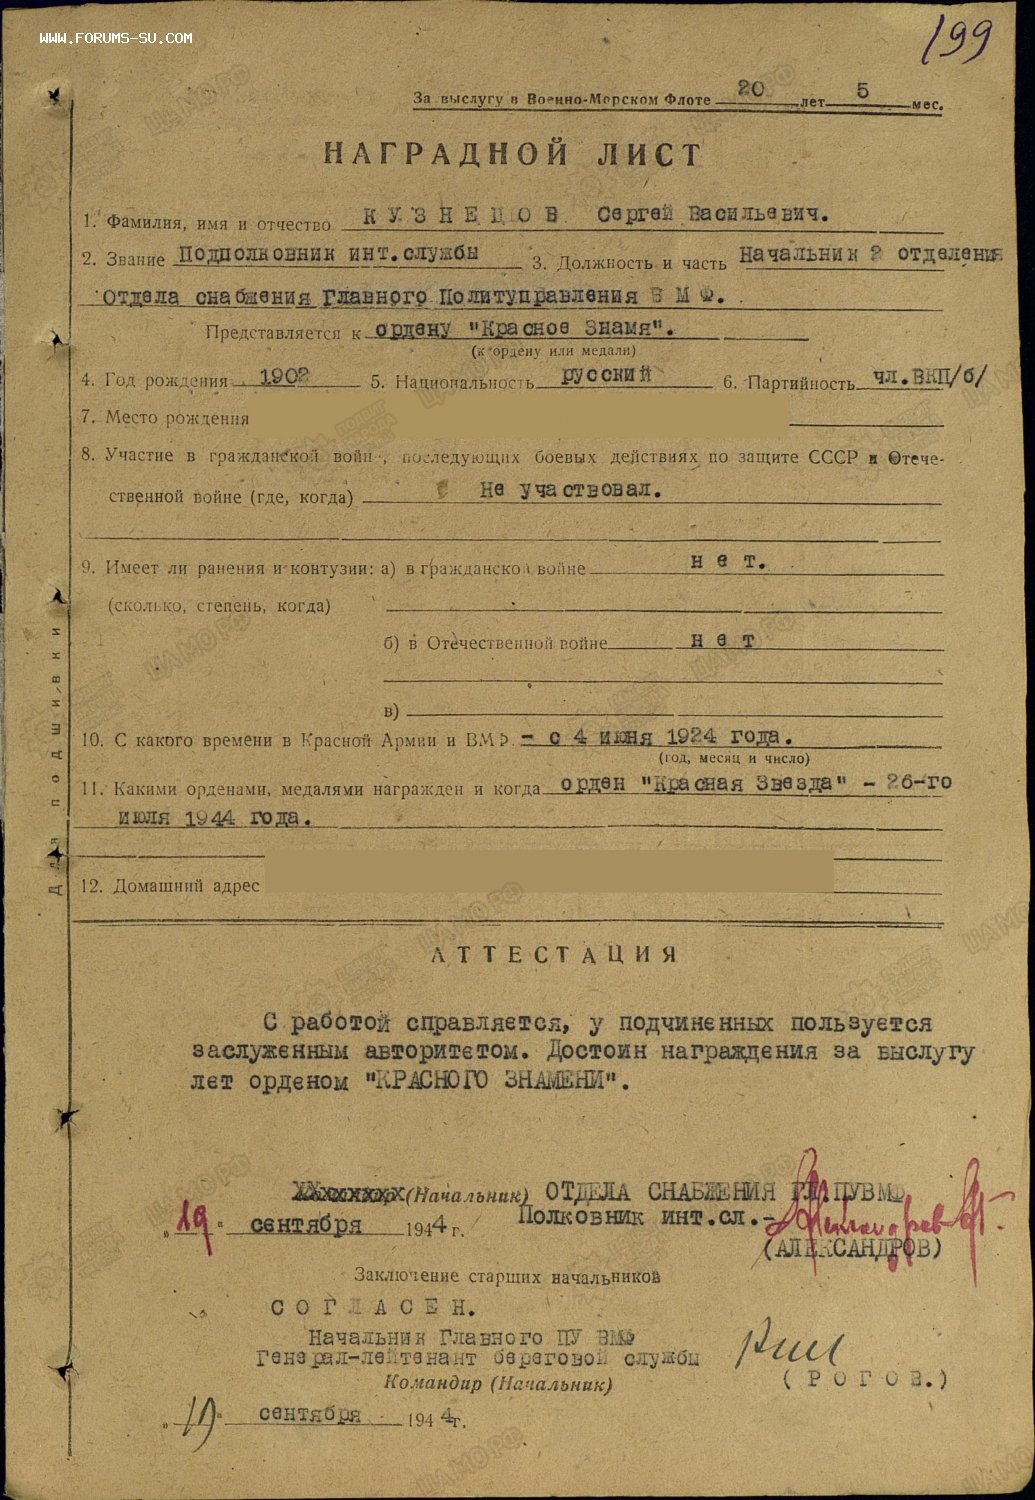 WWW.FORUMS-SU.COM
199
За выслугу в Военно-Морском Флоте 20 лет 5 мес.
НАГРАДНОЙ ЛИСТ
1. Фамилия, имя и отчество КУЗНЕЦОВ Сергей Васильевич.
2. Звание Подполковник инт.службы 3. Должность и часть Начальник 2 отделения
Отдела снабжения Главного Политуправления В М Ф.
Представляется к ордену "Красное Знамя".
(к ордену или медали)
4. Год рождения 1902 5. Национальность русский 6. Партийность чл.ВКП/б/
7. Место рождения
8. Участие в гражданской войне, последующих боевых действиях по защите СССР и Отече-
ственной войне (где, когда) Не участвовал.
9. Имеет ли ранения и контузии: а) в гражданской войне н е т.
(сколько, степень, когда)
б) в Отечественной войне н е т
в)
10. С какого времени в Красной Армии и ВМФ. - с 4 июня 1924 года.
(год, месяц и число)
11. Какими орденами, медалями награжден и когда орден "Красная Звезда" - 26-го
июля 1944 года.
12. Домашний адрес
Для подшивки
АТТЕСТАЦИЯ
С работой справляется, у подчиненных пользуется
заслуженным авторитетом. Достоин награждения за выслугу
лет орденом "КРАСНОГО ЗНАМЕНИ".
(Начальник) ОТДЕЛА СНАБЖЕНИЯ ГЛ.ПУВМФ
Полковник инт.сл.-
„19" сентября 1944 г.
(АЛЕКСАНДРОВ)
Заключение старших начальников
С О Г Л А С Е Н.
Начальник Главного ПУ ВМФ
Генерал-лейтенант береговой службы
( Р О Г О В.)
Командир (Начальник)
„19" сентября 1944г.